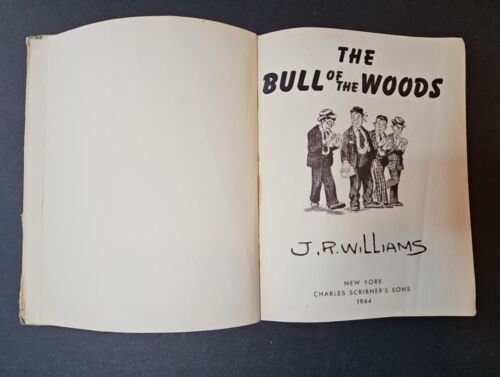 THE
BULL OF THE WOODS
J. R. WILLIAMS
NEW YORK
CHARLES SCRIBNER'S SONS
1944